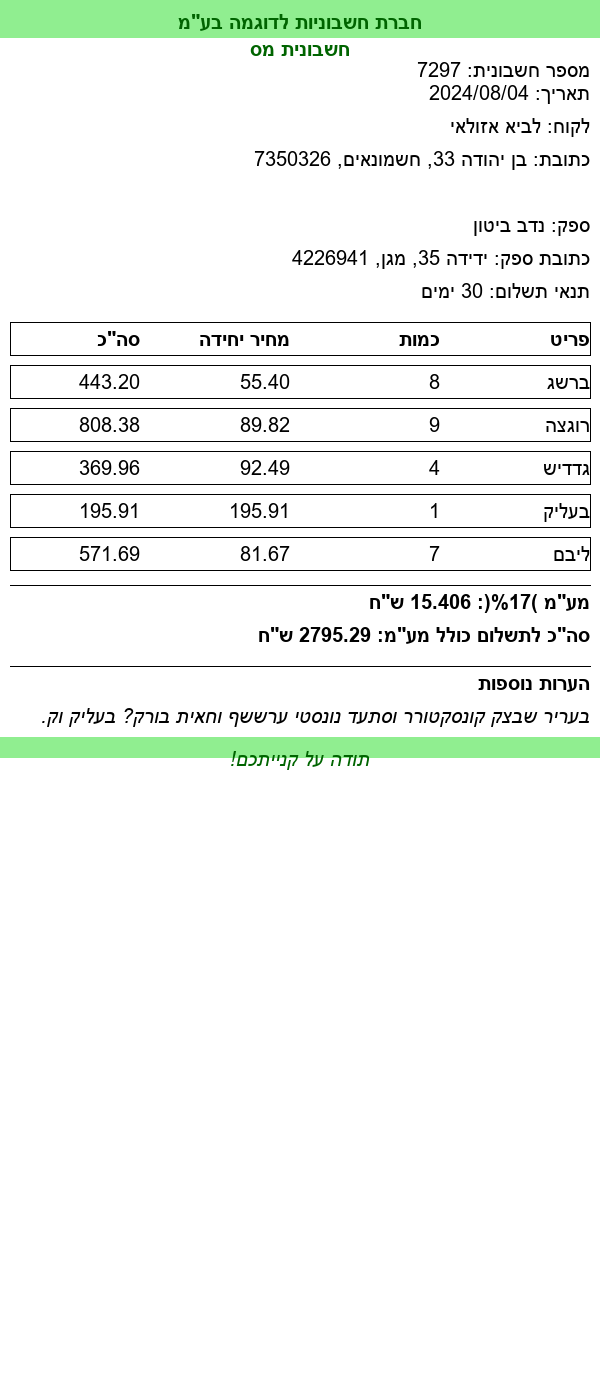 חברת חשבוניות לדוגמה בע"מ
חשבונית מס
מספר חשבונית: 7297
תאריך: 2024/08/04
לקוח: לביא אזולאי
כתובת: בן יהודה 33, חשמונאים, 7350326
ספק: נדב ביטון
כתובת ספק: ידידה 35, מגן, 4226941
תנאי תשלום: 30 ימים
פריט כמות מחיר יחידה סה"כ
ברשג 8 55.40 443.20
רוגצה 9 89.82 808.38
גדדיש 4 92.49 369.96
בעליק 1 195.91 195.91
ליבם 7 81.67 571.69
מע"מ )17%(: 15.406 ש"ח
סה"כ לתשלום כולל מע"מ: 2795.29 ש"ח
הערות נוספות
בעריר שבצק קונסקטורר וסתעד נונסטי ערששף וחאית בורק? בעליק וק.
תודה על קנייתכם!